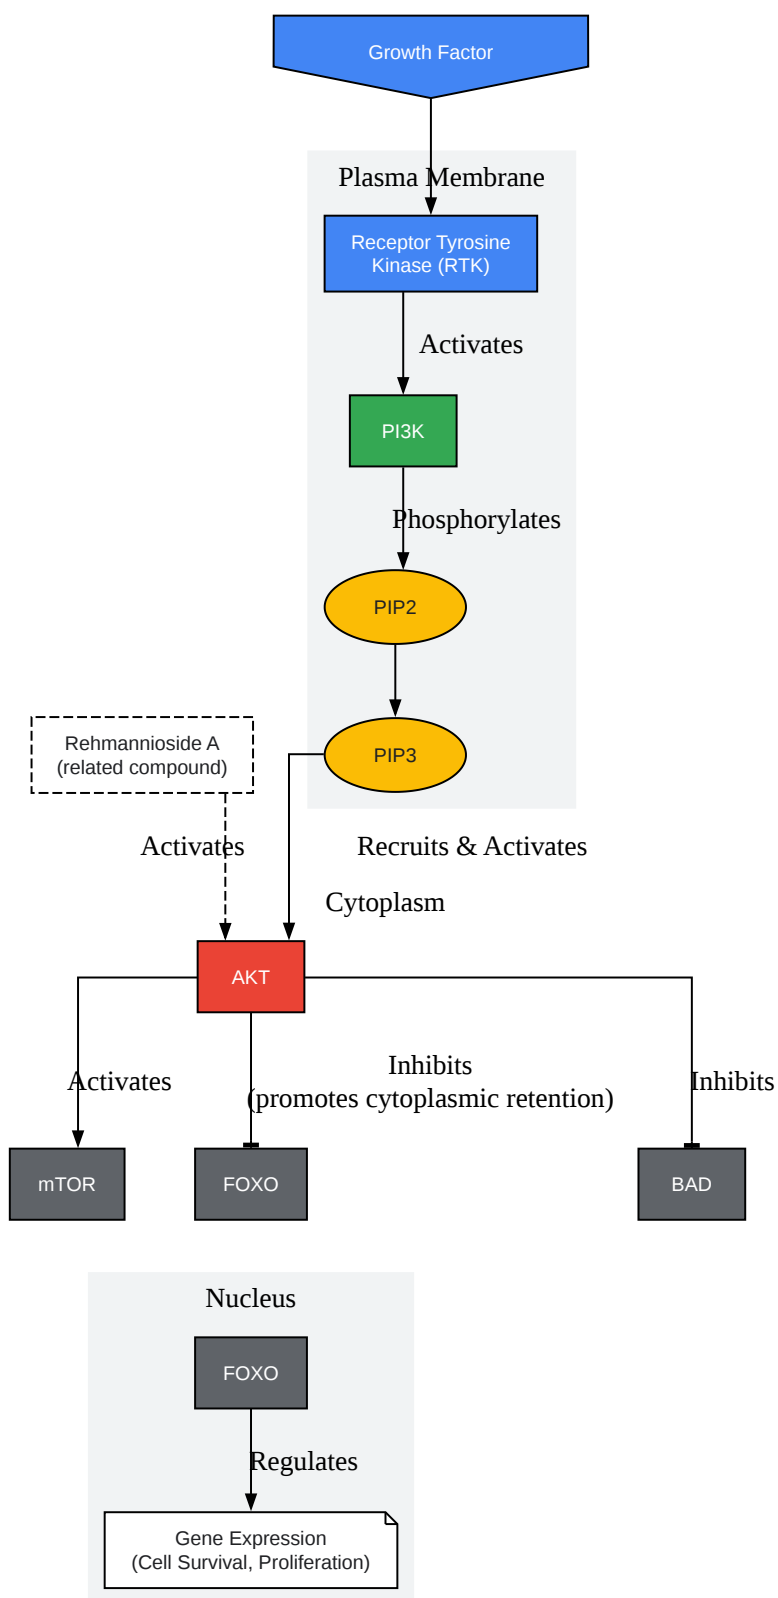 Growth Factor
Plasma Membrane
Receptor Tyrosine
Kinase (RTK)
Activates
PI3K
Phosphorylates
PIP2
PIP3
Rehmannioside A
(related compound)
Activates
Recruits & Activates
Cytoplasm
AKT
Activates
Inhibits
(promotes cytoplasmic retention)
Inhibits
mTOR
FOXO
BAD
Nucleus
FOXO
Regulates
Gene Expression
(Cell Survival, Proliferation)